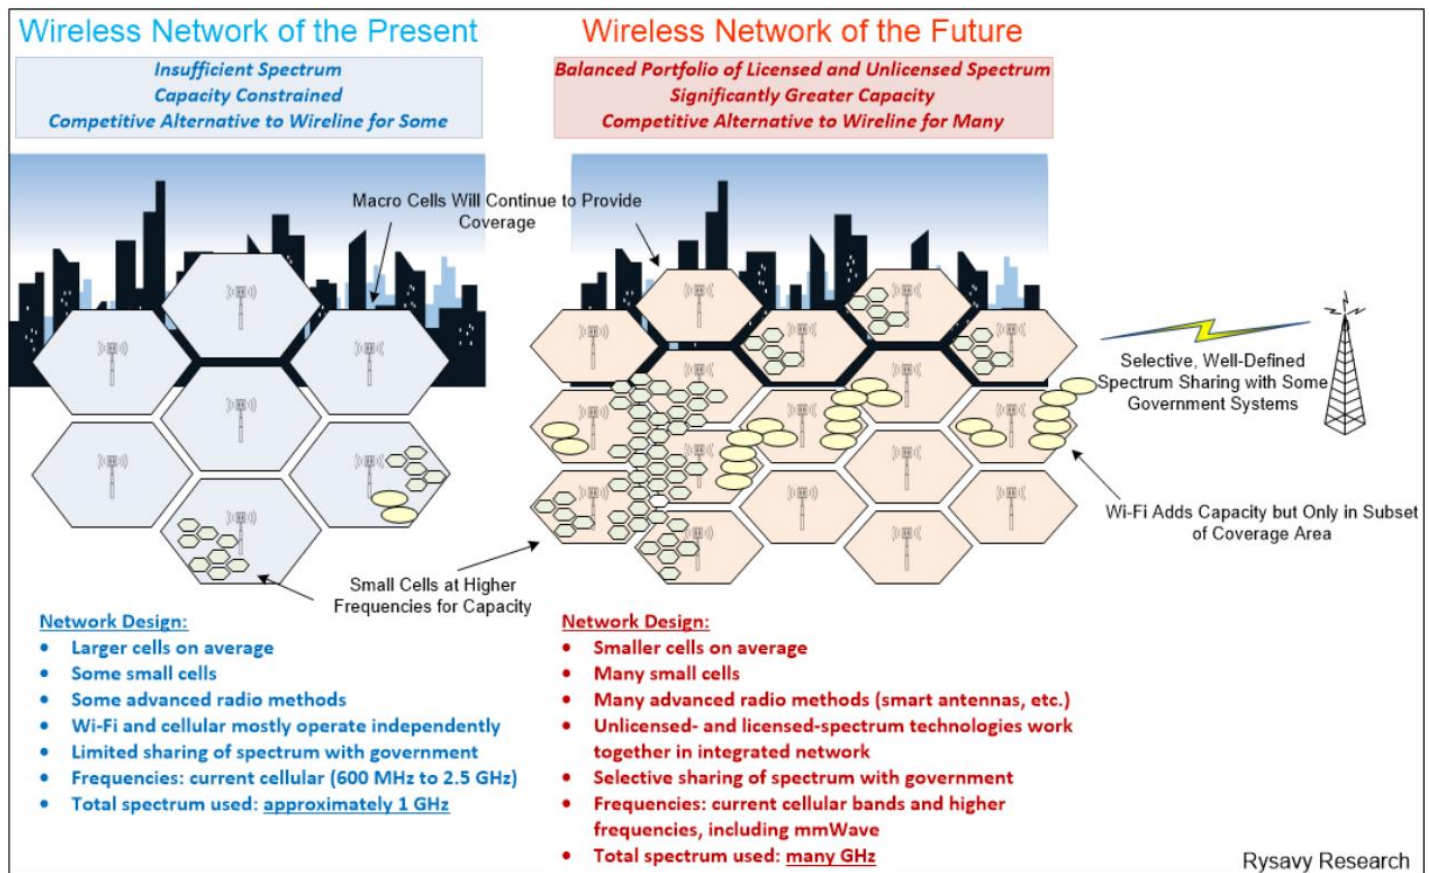 Wireless Network of the Present
Insufficient Spectrum
Capacity Constrained
Competitive Alternative to Wireline for Some
Wireless Network of the Future
Balanced Portfolio of Licensed and Unlicensed Spectrum
Significantly Greater Capacity
Competitive Alternative to Wireline for Many
Macro Cells Will Continue to Provide
Coverage
Selective, Well-Defined
Spectrum Sharing with Some
Government Systems
Wi-Fi Adds Capacity but Only in Subset
of Coverage Area
Small Cells at Higher
Frequencies for Capacity
Network Design:
• Larger cells on average
• Some small cells
• Some advanced radio methods
• Wi-Fi and cellular mostly operate independently
• Limited sharing of spectrum with government
• Frequencies: current cellular (600 MHz to 2.5 GHz)
• Total spectrum used: approximately 1 GHz
Network Design:
• Smaller cells on average
• Many small cells
• Many advanced radio methods (smart antennas, etc.)
• Unlicensed- and licensed-spectrum technologies work
together in integrated network
• Selective sharing of spectrum with government
• Frequencies: current cellular bands and higher
frequencies, including mmWave
• Total spectrum used: many GHz
Rysavy Research